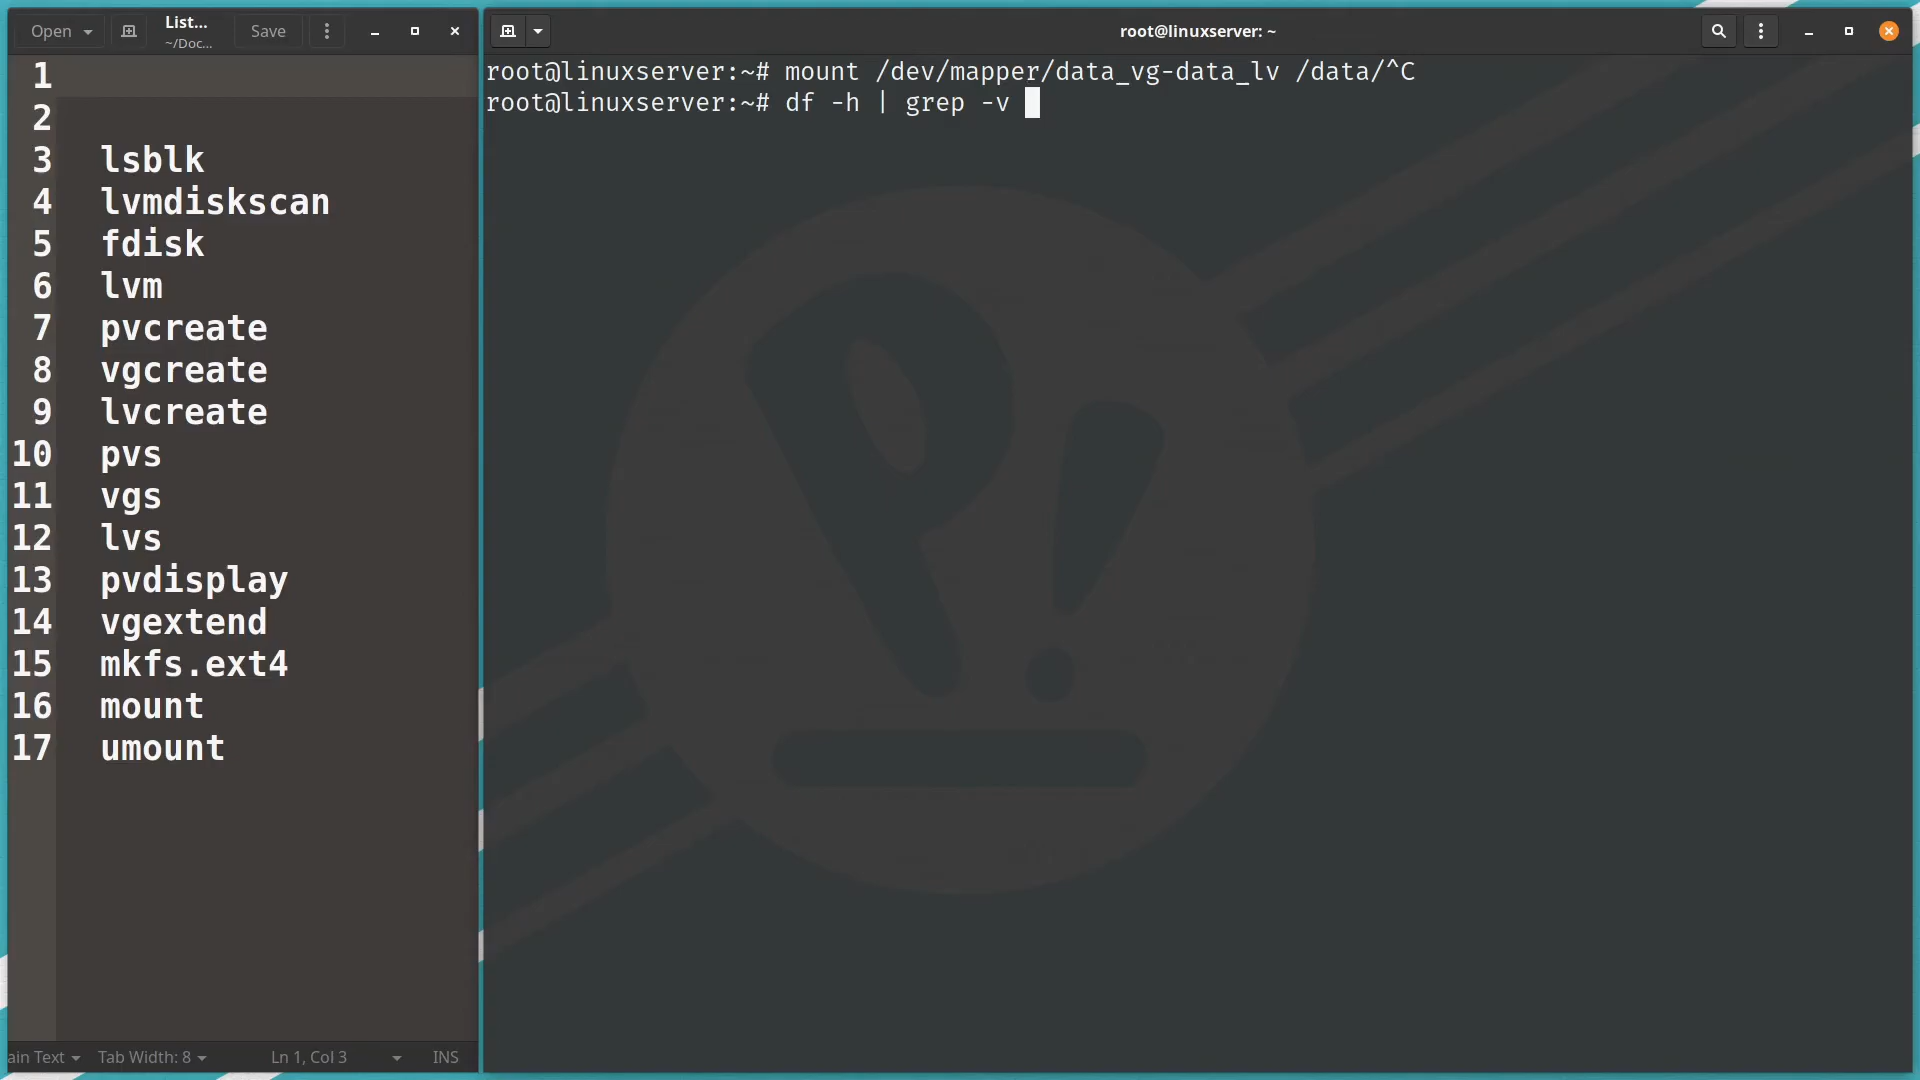 Open
List...
~/Doc...
Save
1
2
3 lsblk
4 lvmdiskscan
5 fdisk
6 lvm
7 pvcreate
8 vgcreate
9 lvcreate
10 pvs
11 vgs
12 lvs
13 pvdisplay
14 vgextend
15 mkfs.ext4
16 mount
17 umount
ain Text Tab Width: 8 Ln 1, Col 3 INS
root@linuxserver: ~
root@linuxserver:~# mount /dev/mapper/data_vg-data_lv /data/^C
root@linuxserver:~# df -h | grep -v